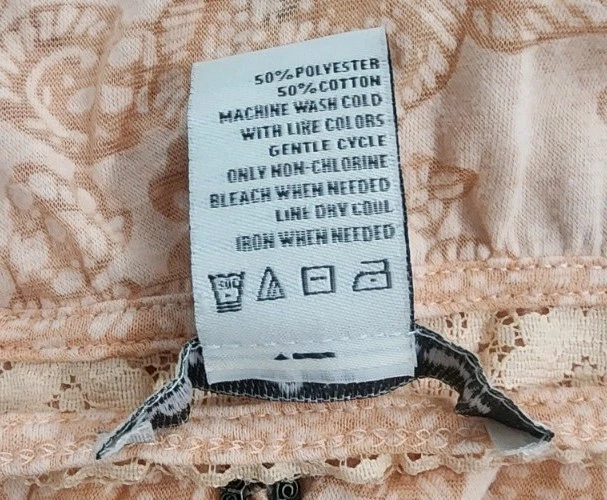 50% POLYESTER
50% COTTON
MACHINE WASH COLD
WITH LIKE COLORS
GENTLE CYCLE
ONLY NON-CHLORINE
BLEACH WHEN NEEDED
LINE DRY COOL
IRON WHEN NEEDED